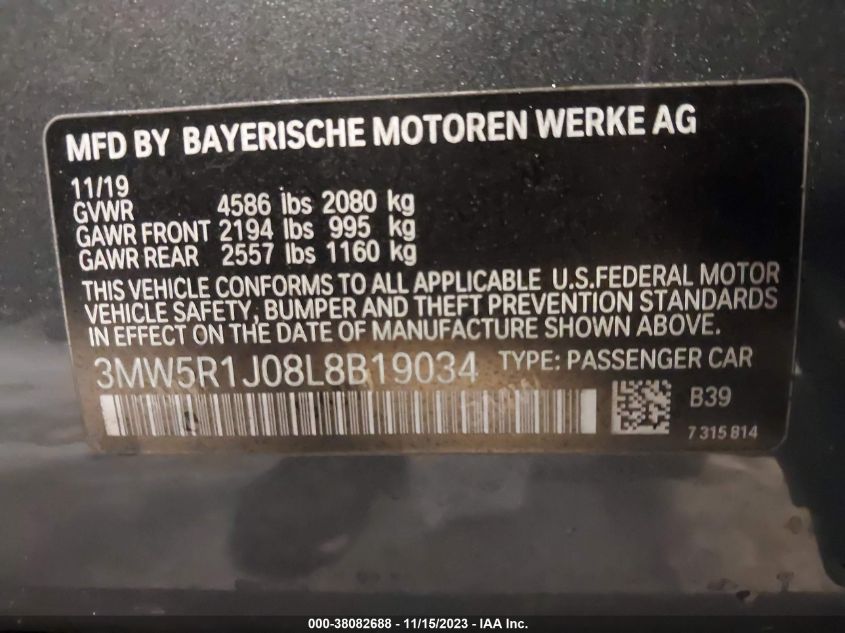 MFD BY BAYERISCHE MOTOREN WERKE AG
11/19
GVWR 4586 lbs 2080 kg
GAWR FRONT 2194 lbs 995 kg
GAWR REAR 2557 lbs 1160 kg
THIS VEHICLE CONFORMS TO ALL APPLICABLE U.S.FEDERAL MOTOR
VEHICLE SAFETY, BUMPER AND THEFT PREVENTION STANDARDS
IN EFFECT ON THE DATE OF MANUFACTURE SHOWN ABOVE.
3MW5R1J08L8B19034 TYPE: PASSENGER CAR
B39
7 315 814
000-38082688 - 11/15/2023 - IAA Inc.